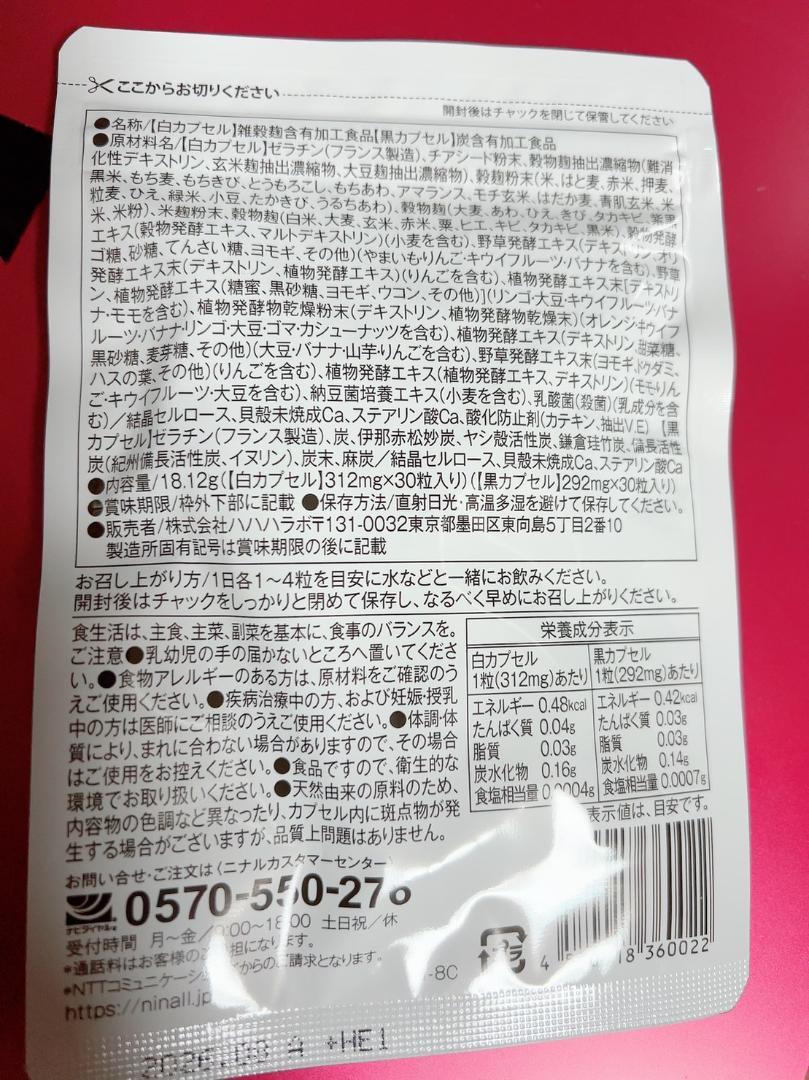 ここからお切りください
開封後はチャックを閉じて保管してください
●名称/【白カプセル】雑穀麹含有加工食品【黒カプセル】炭含有加工食品
●原材料名/【白カプセル】ゼラチン(フランス製造)、チアシード粉末、穀物麹抽出濃縮物(難消
化性デキストリン、玄米麹抽出濃縮物、大豆麹抽出濃縮物)、雑穀麹粉末(米、はと麦、赤米、押麦、
黒米、もち麦、もちきび、とうもろこし、もちあわ、アマランス、モチ玄米、はだか麦、青肌玄米、米
粒麦、ひえ、緑米、小豆、たかきび、うるちあわ)、穀物麹(大麦、あわ、ひえ、きび、タカキビ、紫黒
米、米粉)、米麹粉末、穀物麹(白米、大麦、玄米、赤米、粟、ヒエ、キビ、タカキビ、黒米)、穀物発酵
エキス(穀物発酵エキス、マルトデキストリン)(小麦を含む)、野草発酵エキス(デキストリン、オリ
ゴ糖、砂糖、てんさい糖、ヨモギ、その他)(やまいも・りんご・キウイフルーツ・バナナを含む)、野草
発酵エキス末(デキストリン、植物発酵エキス)(りんごを含む)、植物発酵エキス末[デキストリ
ン、植物発酵エキス(糖蜜、黒砂糖、ヨモギ、ウコン、その他)](リンゴ・大豆・キウイフルーツ・バナ
ナ・モモを含む)、植物発酵物乾燥粉末(デキストリン、植物発酵物乾燥末)(オレンジ・キウイフ
ルーツ・バナナ・リンゴ・大豆・ゴマ・カシューナッツを含む)、植物発酵エキス(デキストリン、甜菜糖、
黒砂糖、麦芽糖、その他)(大豆・バナナ・山芋・りんごを含む)、野草発酵エキス末(ヨモギ、ドクダミ、
ハスの葉、その他)(りんごを含む)、植物発酵エキス(植物発酵エキス、デキストリン)(モモ・りん
ご・キウイフルーツ・大豆を含む)、納豆菌培養エキス(小麦を含む)、乳酸菌(殺菌)(乳成分を含
む)/結晶セルロース、貝殻未焼成Ca、ステアリン酸Ca、酸化防止剤(カテキン、抽出V.E) 【黒
カプセル】ゼラチン(フランス製造)、炭、伊那赤松妙炭、ヤシ殻活性炭、鎌倉珪竹炭、備長活性
炭(紀州備長活性炭、イヌリン)、炭末、麻炭/結晶セルロース、貝殻未焼成Ca、ステアリン酸Ca
●内容量/18.12g(【白カプセル】312mg×30粒入り)(【黒カプセル】292mg×30粒入り)
●賞味期限/枠外下部に記載 ●保存方法/直射日光・高温多湿を避けて保存してください。
●販売者/株式会社ハハハラボ〒131-0032東京都墨田区東向島5丁目2番10
製造所固有記号は賞味期限の後に記載
お召し上がり方/1日各1〜4粒を目安に水などと一緒にお飲みください。
開封後はチャックをしっかりと閉めて保存し、なるべく早めにお召し上がりください。
食生活は、主食、主菜、副菜を基本に、食事のバランスを。
ご注意●乳幼児の手の届かないところへ置いてくださ
い。●食物アレルギーのある方は、原材料をご確認のう
えご使用ください。●疾病治療中の方、および妊娠・授乳
中の方は医師にご相談のうえご使用ください。●体調・体
質により、まれに合わない場合がありますので、その場合
はご使用をお控えください。●食品ですので、衛生的な
環境でお取り扱いください。●天然由来の原料のため、
内容物の色調など異なったり、カプセル内に斑点物が発
生する場合がございますが、品質上問題はありません。
栄養成分表示
白カプセル 黒カプセル
1粒(312mg)あたり 1粒(292mg)あたり
エネルギー 0.48kcal エネルギー 0.42kcal
たんぱく質 0.04g たんぱく質 0.03g
脂質 0.03g 脂質 0.03g
炭水化物 0.16g 炭水化物 0.14g
食塩相当量 0.0004g 食塩相当量 0.0007g
表示値は、目安です。
お問い合せ・ご注文は〈ニナルカスタマーセンター〉
ナビダイヤル 0570-550-276
受付時間 月〜金/9:00〜18:00 土日祝/休
*通話料はお客様のご負担になります。
*NTTコミュニケーションズからのご請求となります。
https://ninall.jp
-8C
プラ
4 18 360022
2026.08 A +HE1